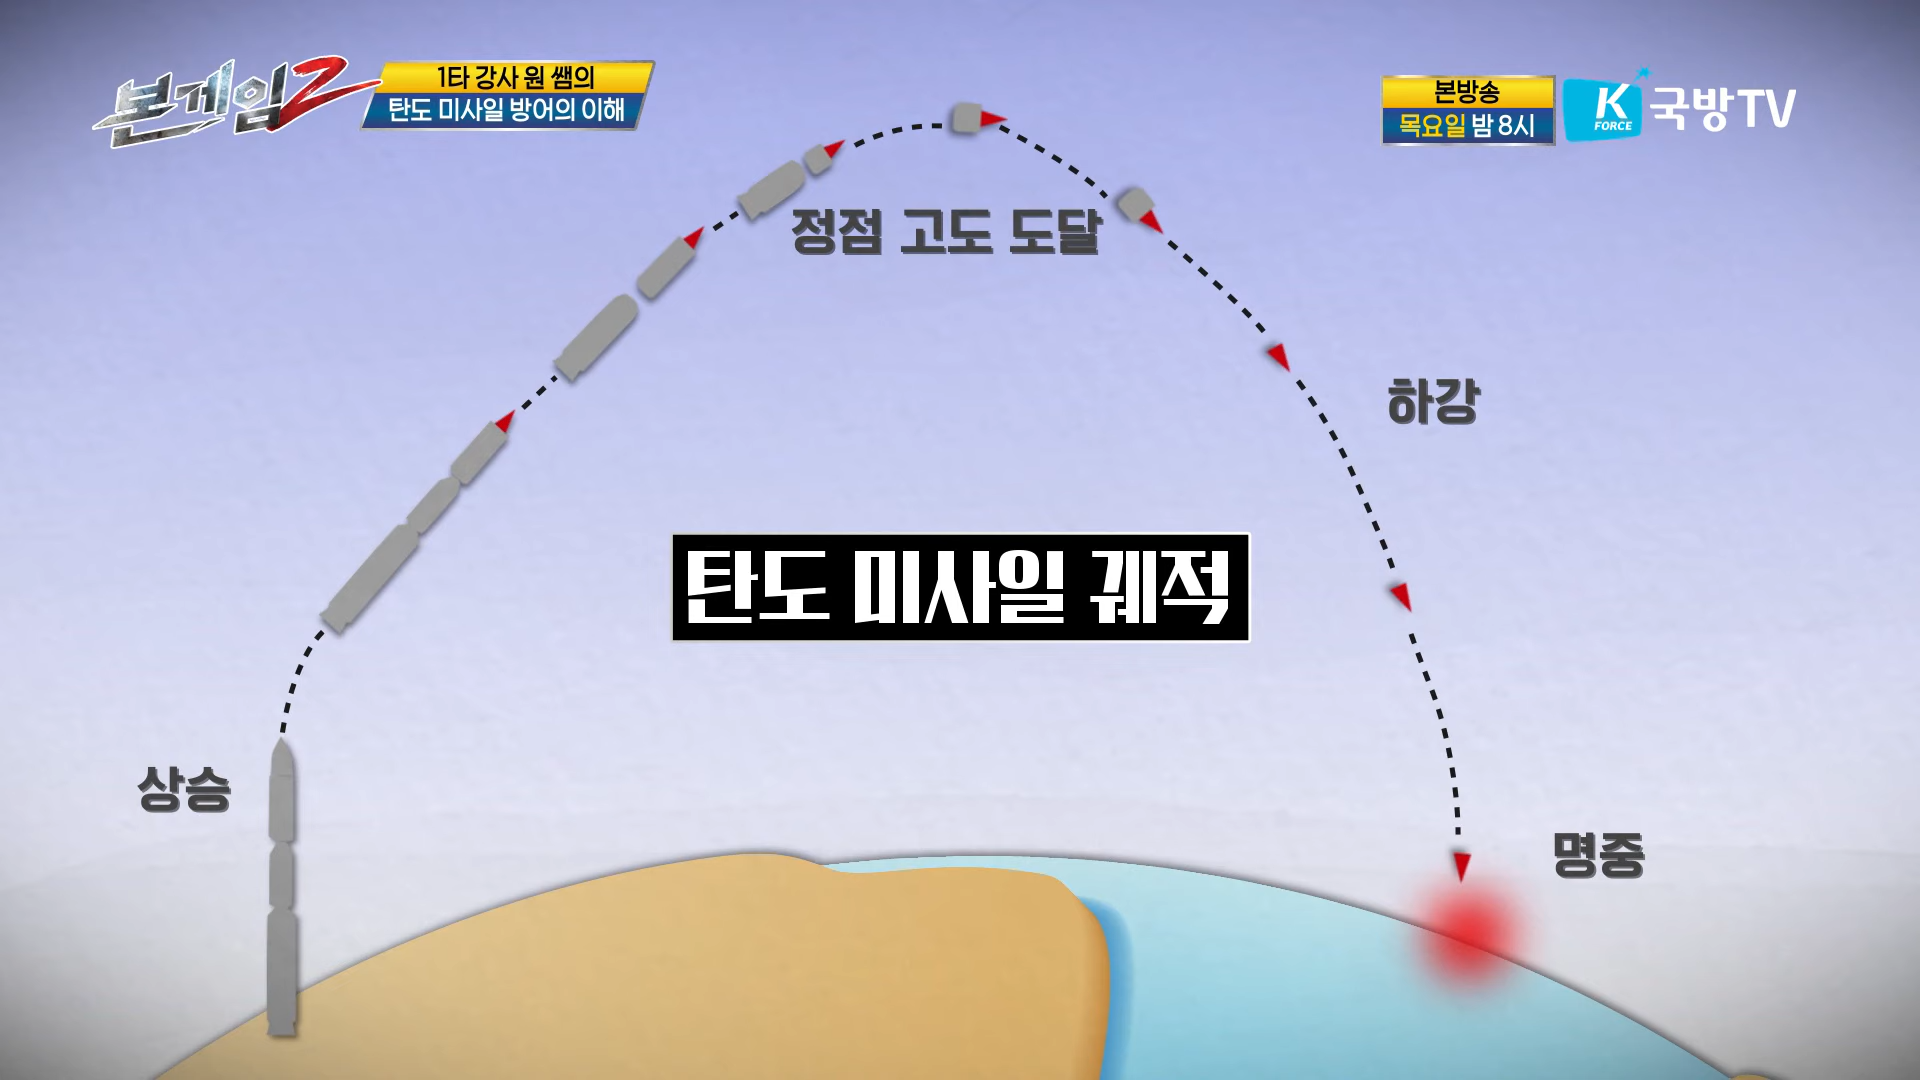 본게임2
1타 강사 원 쌤의
탄도 미사일 방어의 이해
본방송
목요일 밤 8시
K
FORCE
국방TV
정점 고도 도달
하강
탄도 미사일 궤적
상승
명중